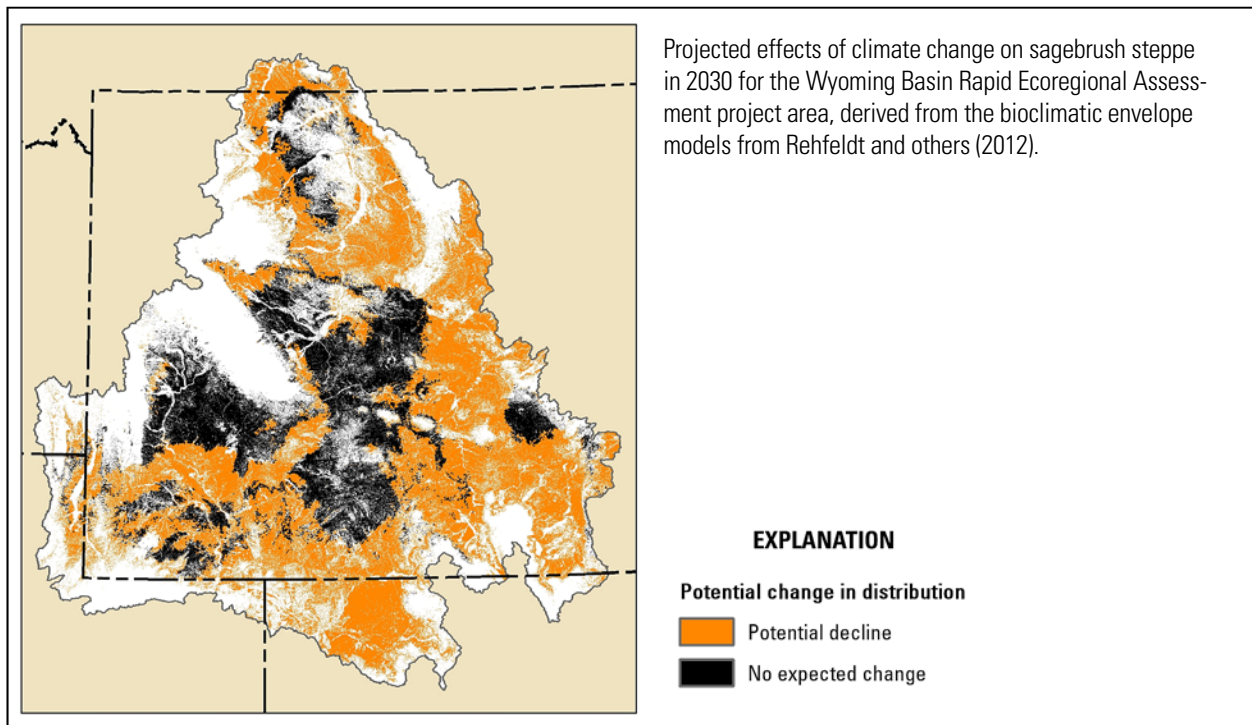 Projected effects of climate change on sagebrush steppe
in 2030 for the Wyoming Basin Rapid Ecoregional Assess-
ment project area, derived from the bioclimatic envelope
models from Rehfeldt and others (2012).
EXPLANATION
Potential change in distribution
Potential decline
No expected change